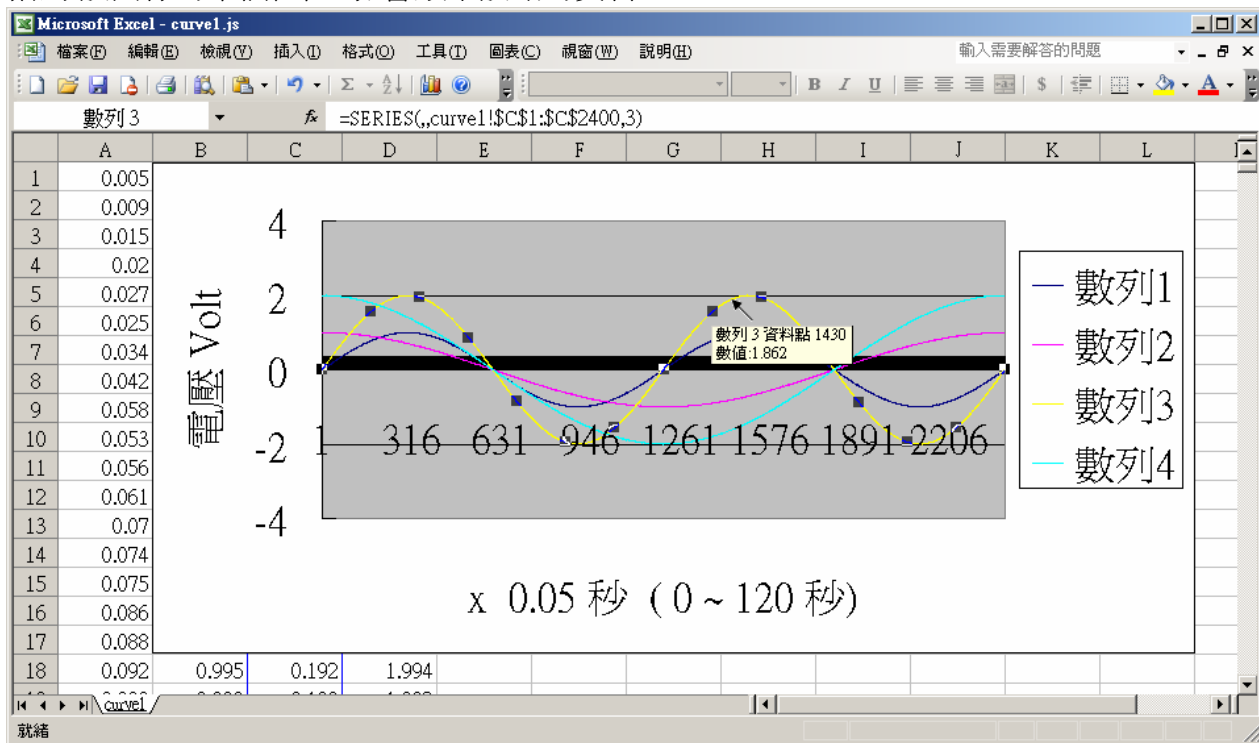 Microsoft Excel - curve1.js
檔案(F) 編輯(E) 檢視(V) 插入(I) 格式(O) 工具(T) 圖表(C) 視窗(W) 說明(H) 輸入需要解答的問題
Σ B I U $ A
數列 3 fx =SERIES(,,curve1!$C$1:$C$2400,3)
A B C D E F G H I J K L
1 0.005
2 0.009
3 0.015
4 0.02
5 0.027
6 0.025
7 0.034
8 0.042
9 0.058
10 0.053
11 0.056
12 0.061
13 0.07
14 0.074
15 0.075
16 0.086
17 0.088
18 0.092 0.995 0.192 1.994
電壓 Volt
4
2
0
-2
-4
1 316 631 946 1261 1576 1891 2206
數列 3 資料點 1430
數值:1.862
數列1
數列2
數列3
數列4
x 0.05 秒 ( 0 ~ 120 秒)
curve1
就緒